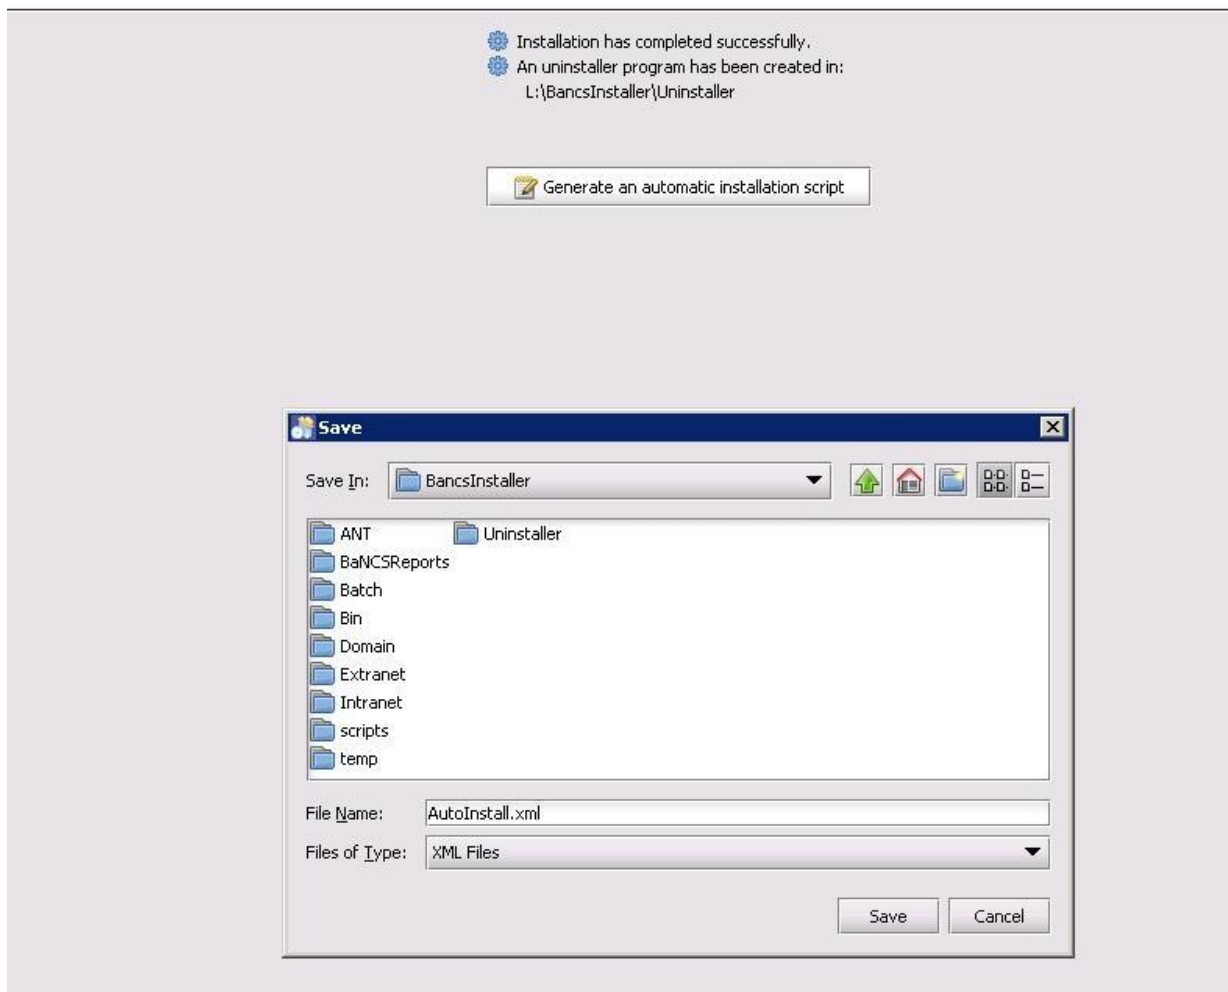 Installation has completed successfully.
An uninstaller program has been created in:
L:\BancsInstaller\Uninstaller
Generate an automatic installation script
Save
Save In: BancsInstaller
ANT Uninstaller
BaNCSReports
Batch
Bin
Domain
Extranet
Intranet
scripts
temp
File Name: AutoInstall.xml
Files of Type: XML Files
Save Cancel